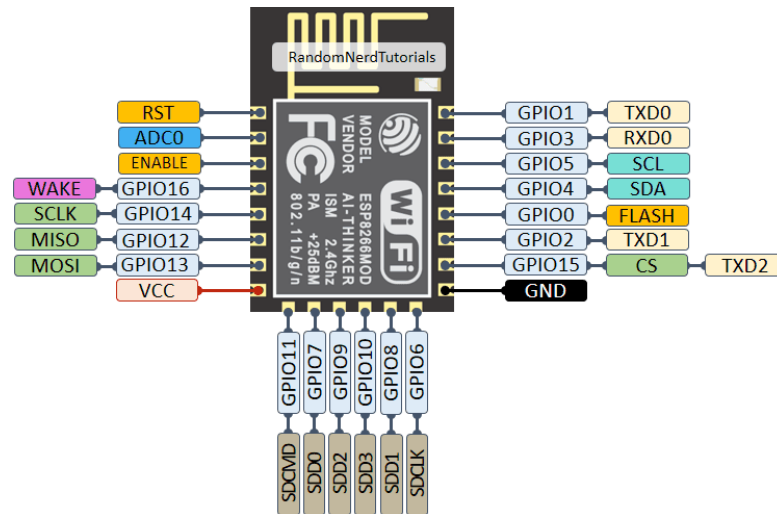 RandomNerdTutorials
RST
ADC0
ENABLE
WAKE GPIO16
SCLK GPIO14
MISO GPIO12
MOSI GPIO13
VCC
MODEL ESP8266MOD
VENDOR AI-THINKER
ISM 2.4Ghz
PA +25dBM
802.11b/g/n
FC
WiFi
GPIO1 TXD0
GPIO3 RXD0
GPIO5 SCL
GPIO4 SDA
GPIO0 FLASH
GPIO2 TXD1
GPIO15 CS TXD2
GND
GPIO11 SDCMD
GPIO7 SDD0
GPIO9 SDD2
GPIO10 SDD3
GPIO8 SDD1
GPIO6 SDCLK